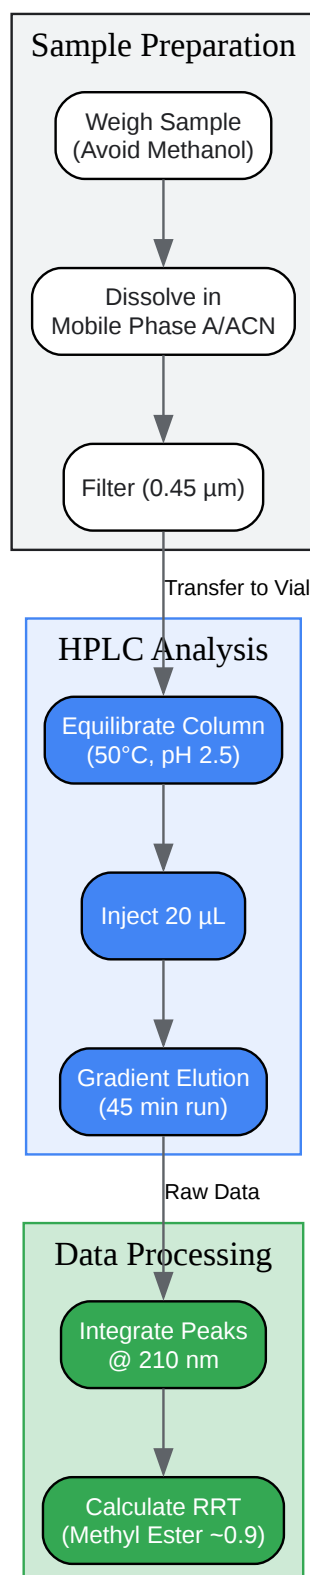 Sample Preparation
Weigh Sample
(Avoid Methanol)
Dissolve in
Mobile Phase A/ACN
Filter (0.45 µm)
Transfer to Vial
HPLC Analysis
Equilibrate Column
(50°C, pH 2.5)
Inject 20 µL
Gradient Elution
(45 min run)
Raw Data
Data Processing
Integrate Peaks
@ 210 nm
Calculate RRT
(Methyl Ester ~0.9)